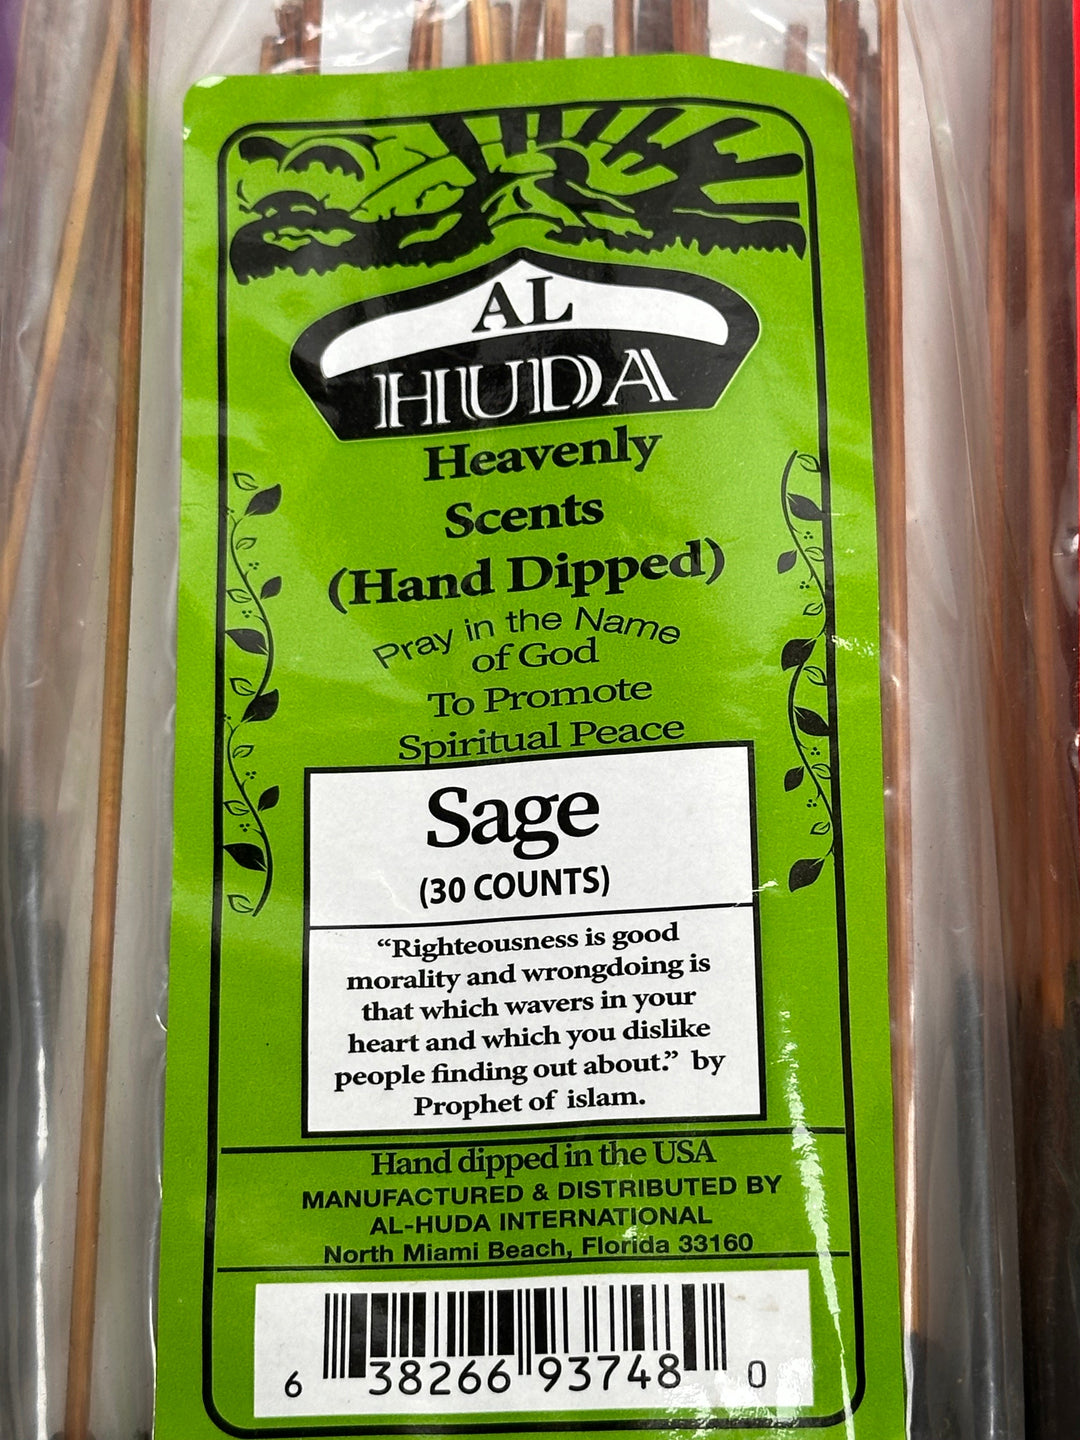 AL
HUDA
Heavenly
Scents
(Hand Dipped)
Pray in the Name
of God
To Promote
Spiritual Peace
Sage
(30 COUNTS)
“Righteousness is good
morality and wrongdoing is
that which wavers in your
heart and which you dislike
people finding out about.” by
Prophet of islam.
Hand dipped in the USA
MANUFACTURED & DISTRIBUTED BY
AL-HUDA INTERNATIONAL
North Miami Beach, Florida 33160
6 38266 93748 0